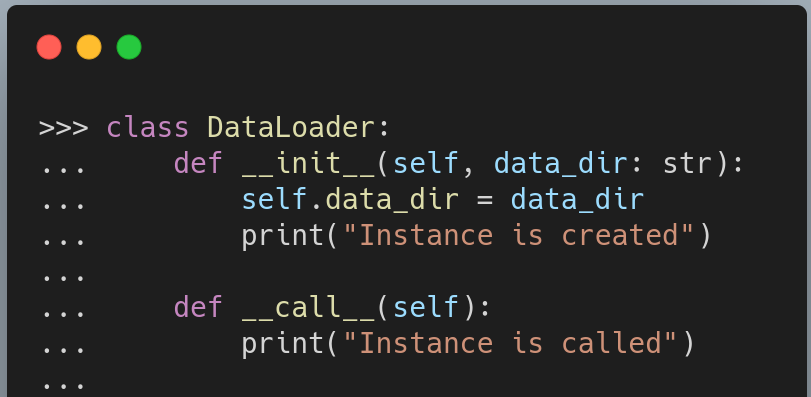 >>> class DataLoader:
...     def __init__(self, data_dir: str):
...         self.data_dir = data_dir
...         print("Instance is created")
...
...     def __call__(self):
...         print("Instance is called")
...